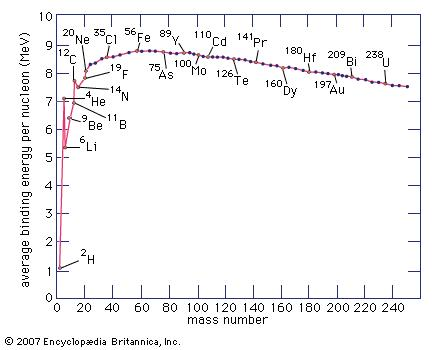 average binding energy per nucleon (MeV)
10
9
8
7
6
5
4
3
2
1
0
²⁰Ne
³⁵Cl
⁵⁶Fe
⁸⁹Y
¹¹⁰Cd
¹⁴¹Pr
¹⁸⁰Hf
²⁰⁹Bi
²³⁸U
¹²C
¹⁹F
⁷⁵As
¹⁰⁰Mo
¹²⁶Te
¹⁶⁰Dy
¹⁹⁷Au
⁴He
¹⁴N
⁹Be
¹¹B
⁶Li
²H
0 20 40 60 80 100 120 140 160 180 200 220 240
mass number
© 2007 Encyclopædia Britannica, Inc.